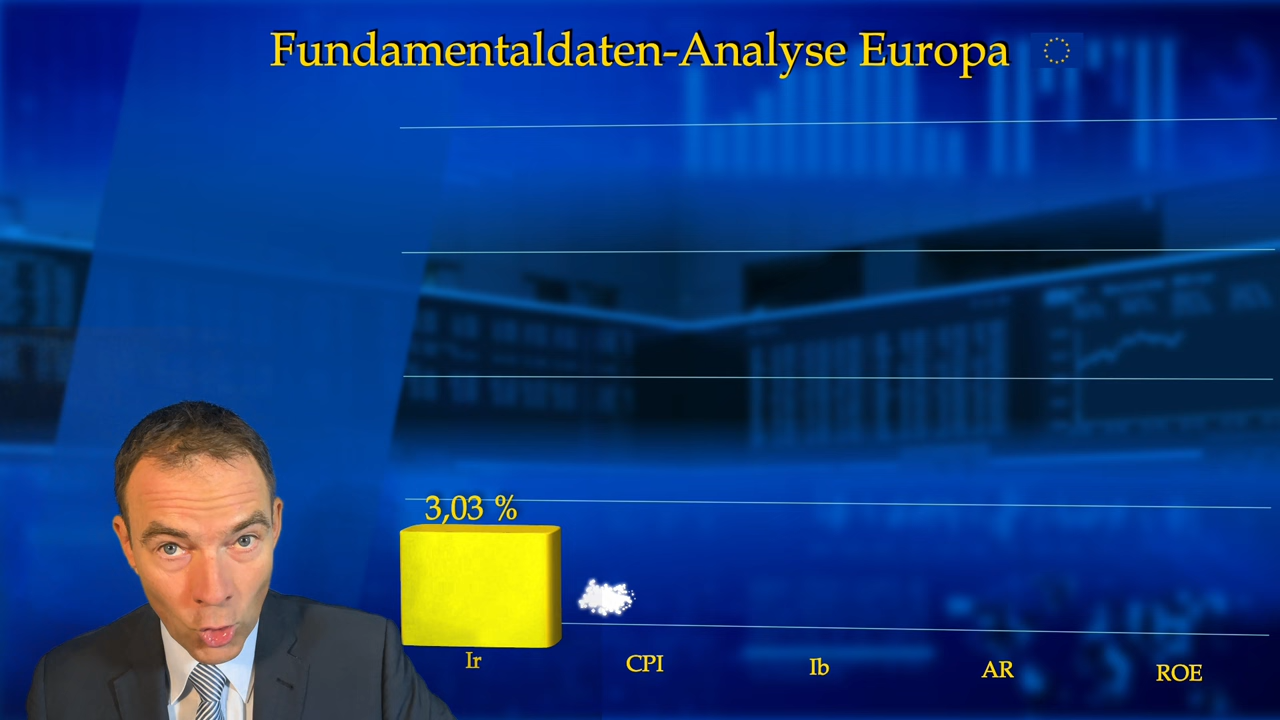 Fundamentaldaten-Analyse Europa
3,03 %
Ir
CPI
Ib
AR
ROE